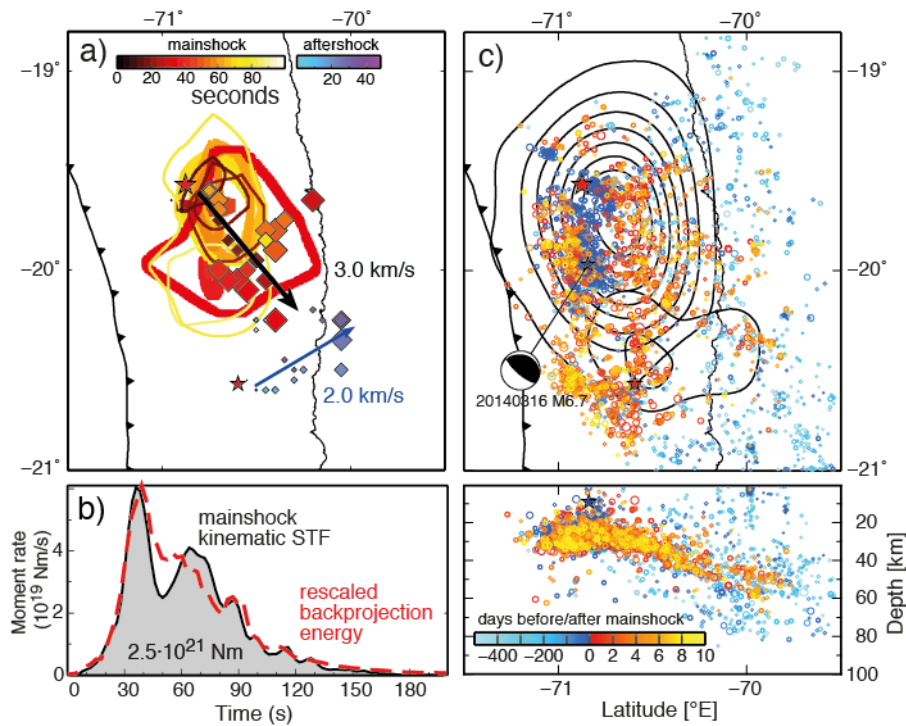 −71° −70°
a) mainshock aftershock
0 20 40 60 80 20 40
seconds
−19°
−20°
−21°
3.0 km/s
2.0 km/s
−71° −70°
c)
−19°
−20°
−21°
20140316 M6.7
b)
mainshock
kinematic STF
rescaled
backprojection
energy
2.5·10²¹ Nm
Moment rate
(10¹⁹ Nm/s)
4
2
0
0 30 60 90 120 150 180
Time (s)
20
40
60
80
100
Depth [km]
days before/after mainshock
−400 −200 0 2 4 6 8 10
−71° −70°
Latitude [°E]